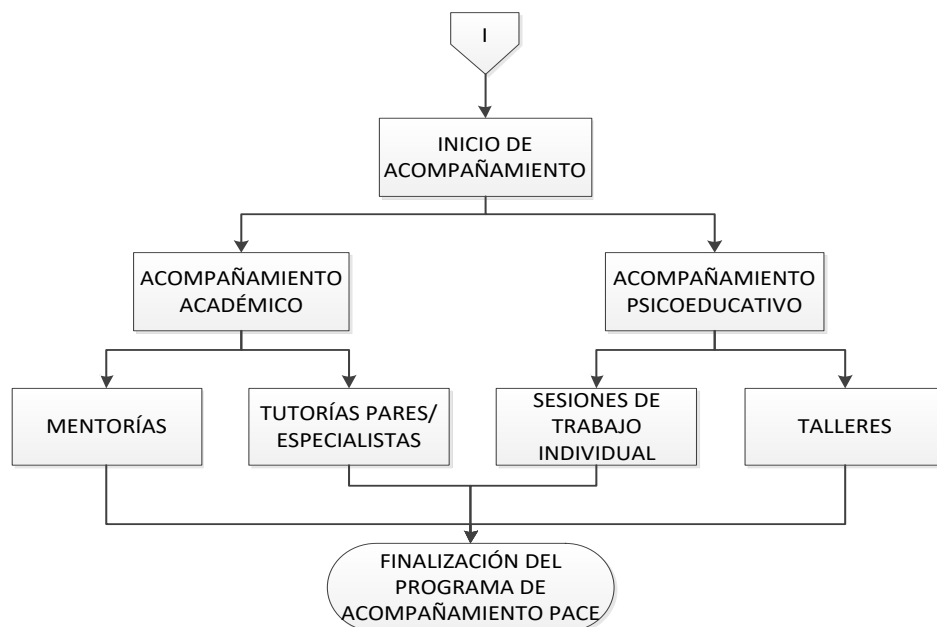 I
INICIO DE
ACOMPAÑAMIENTO
ACOMPAÑAMIENTO
ACADÉMICO
ACOMPAÑAMIENTO
PSICOEDUCATIVO
MENTORÍAS
TUTORÍAS PARES/
ESPECIALISTAS
SESIONES DE
TRABAJO
INDIVIDUAL
TALLERES
FINALIZACIÓN DEL
PROGRAMA DE
ACOMPAÑAMIENTO PACE